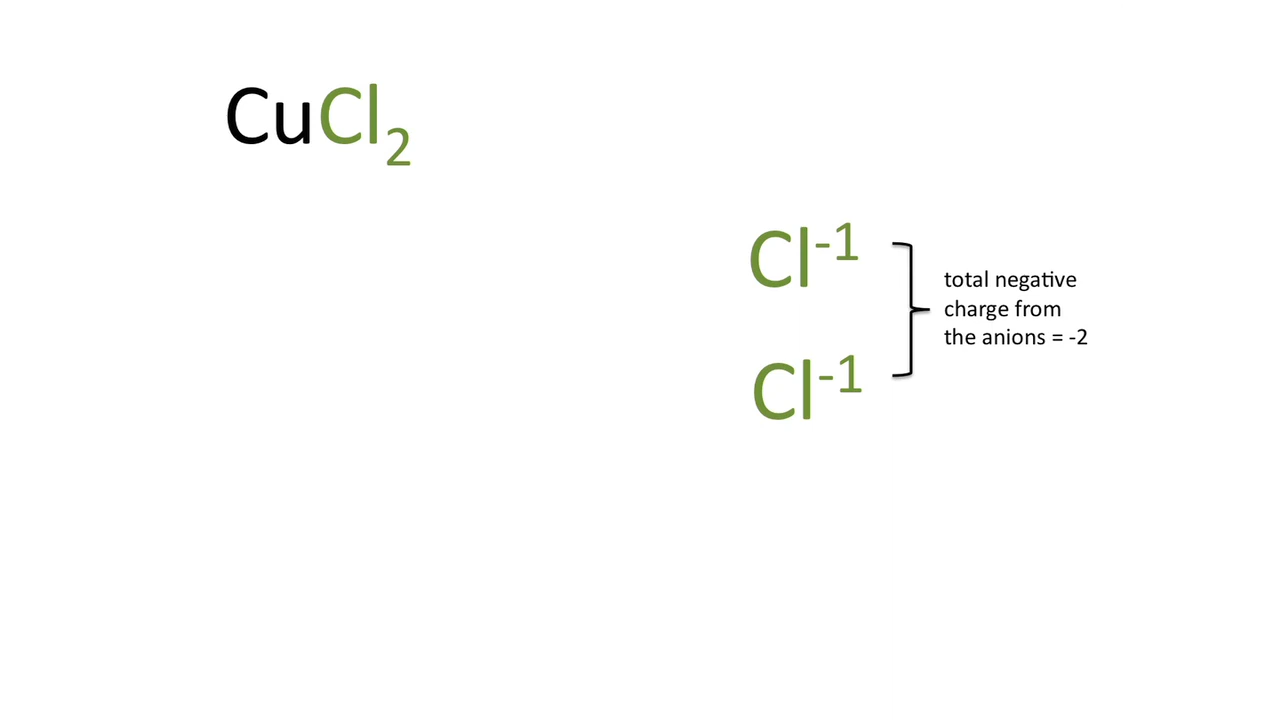 CuCl₂
Cl⁻¹
total negative
charge from
the anions = -2
Cl⁻¹